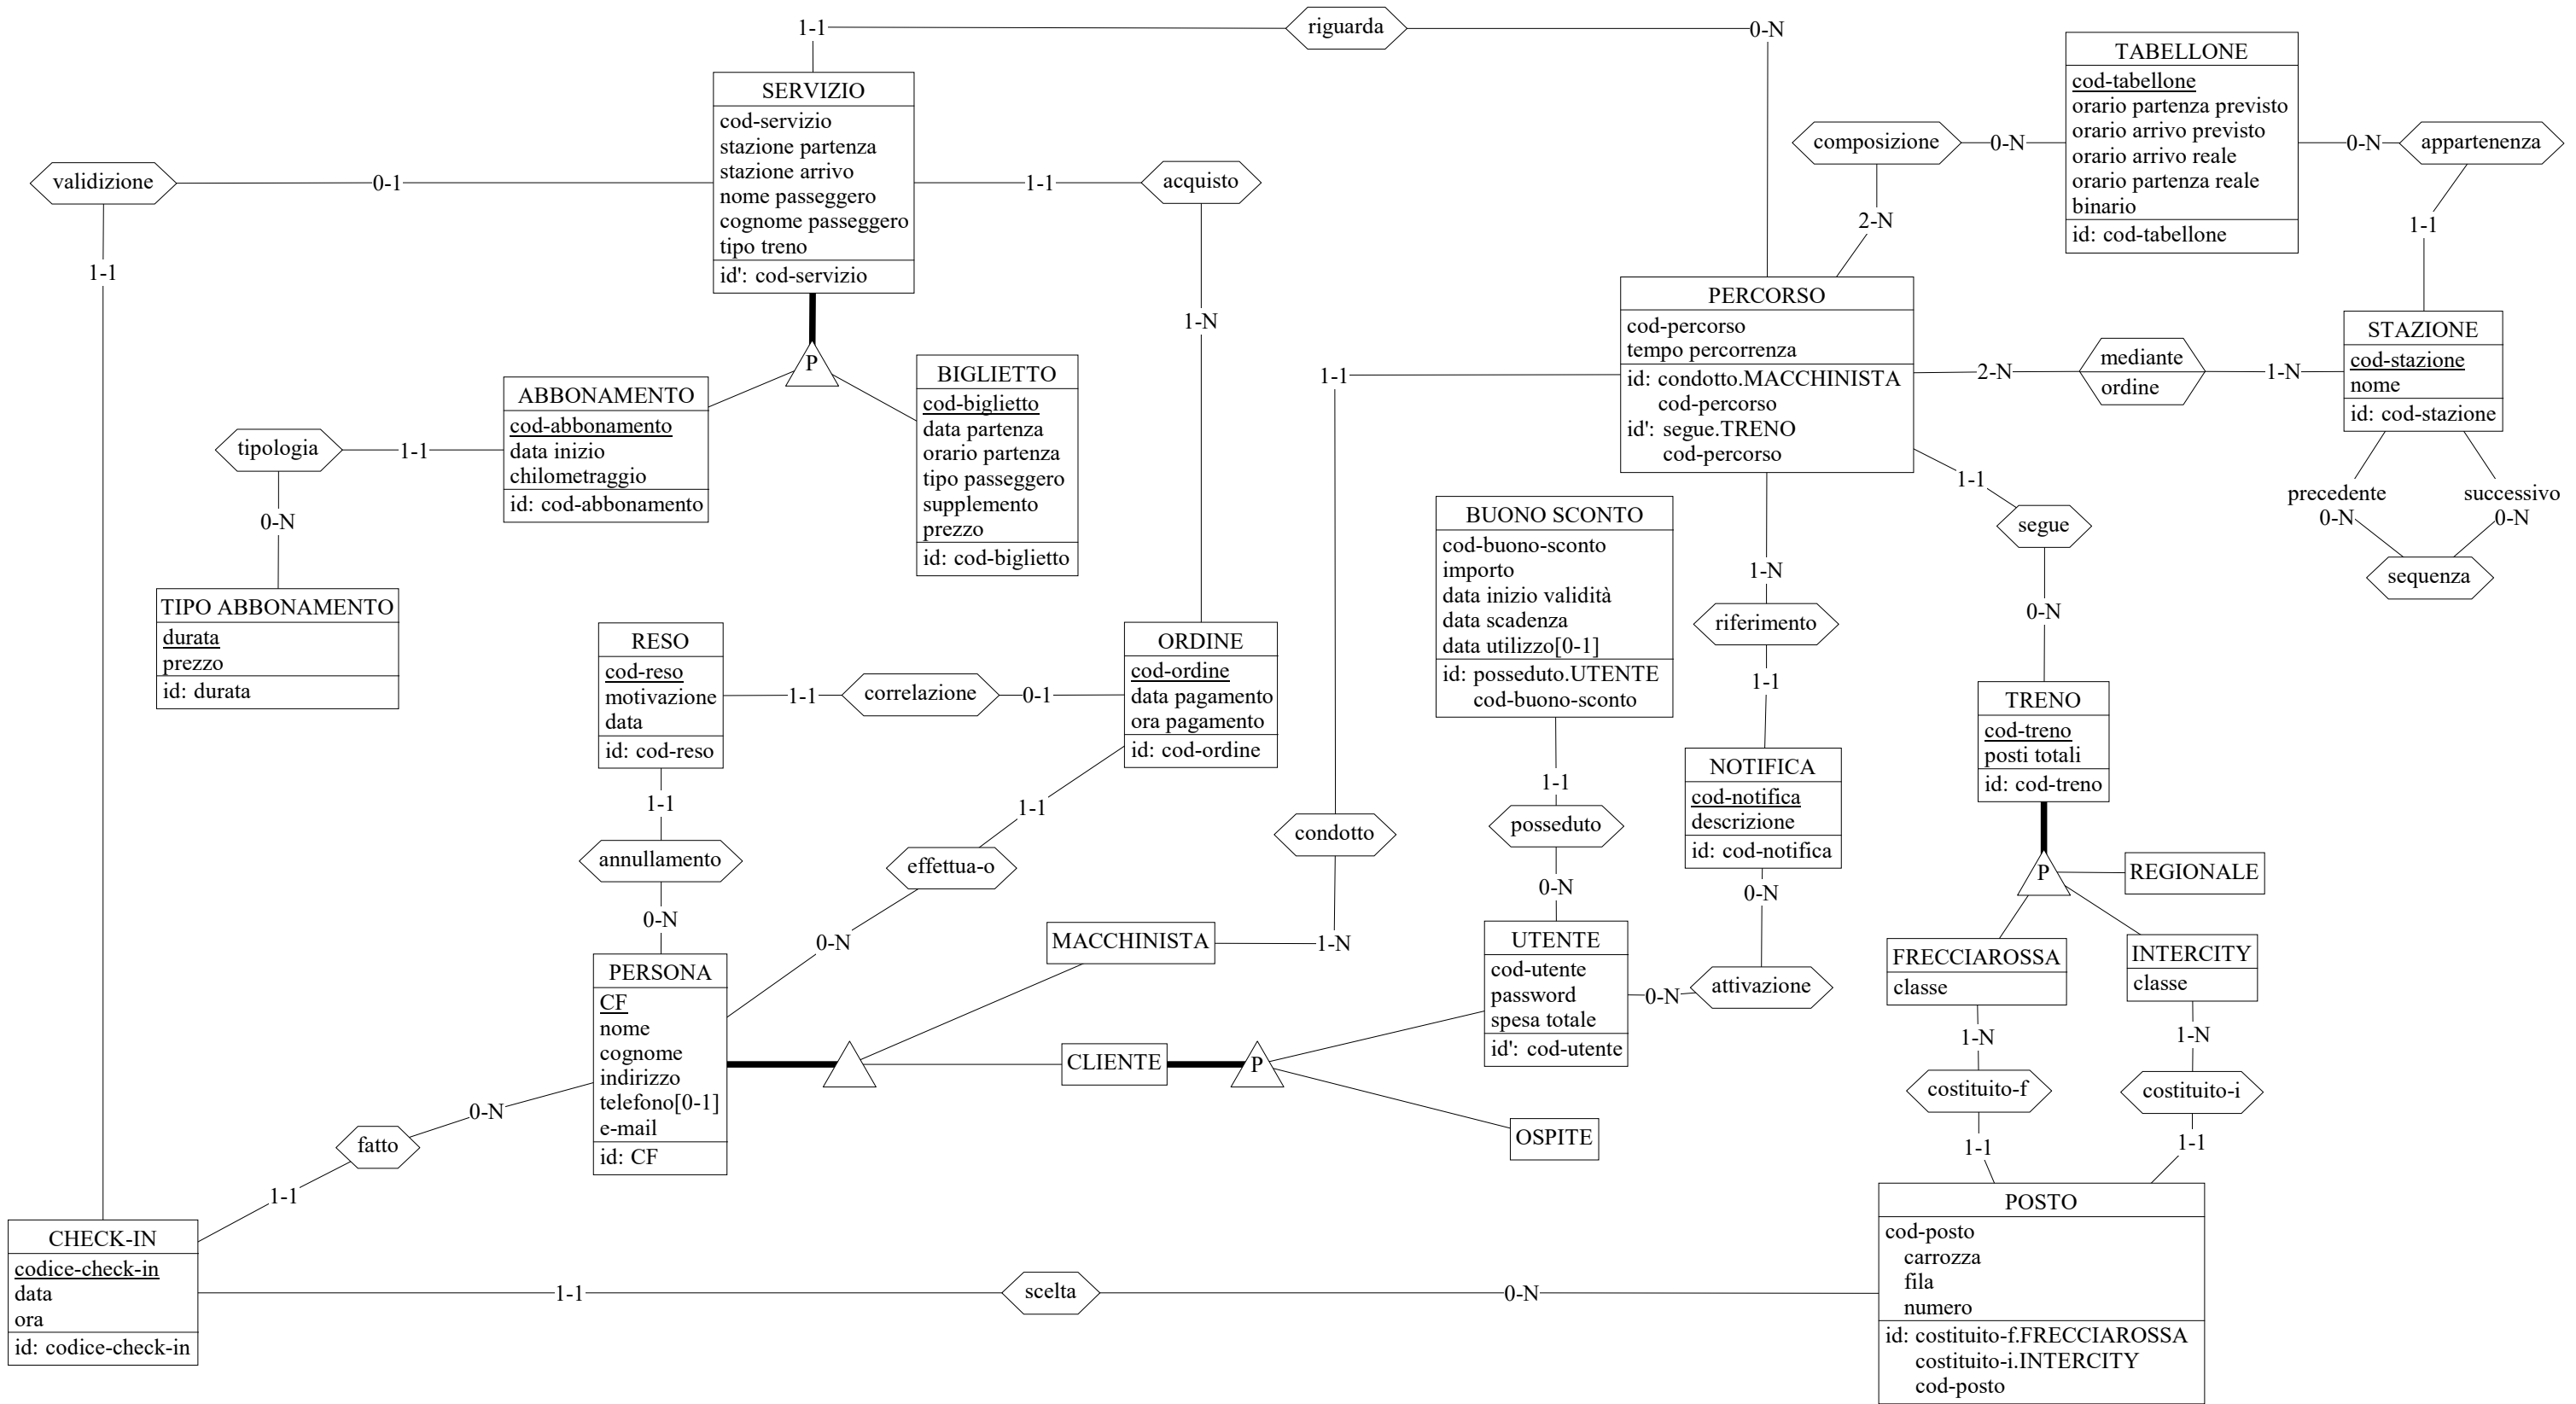 1-1
riguarda
0-N
SERVIZIO
cod-servizio
stazione partenza
stazione arrivo
nome passeggero
cognome passeggero
tipo treno
id': cod-servizio
TABELLONE
cod-tabellone
orario partenza previsto
orario arrivo previsto
orario arrivo reale
orario partenza reale
binario
id: cod-tabellone
composizione
0-N
0-N
appartenenza
validizione
0-1
1-1
acquisto
2-N
1-1
1-1
1-N
PERCORSO
cod-percorso
tempo percorrenza
id: condotto.MACCHINISTA
cod-percorso
id': segue.TRENO
cod-percorso
STAZIONE
cod-stazione
nome
id: cod-stazione
2-N
mediante
ordine
1-N
1-1
P
ABBONAMENTO
cod-abbonamento
data inizio
chilometraggio
id: cod-abbonamento
BIGLIETTO
cod-biglietto
data partenza
orario partenza
tipo passeggero
supplemento
prezzo
id: cod-biglietto
tipologia
1-1
0-N
TIPO ABBONAMENTO
durata
prezzo
id: durata
1-1
segue
0-N
precedente
0-N
successivo
0-N
sequenza
BUONO SCONTO
cod-buono-sconto
importo
data inizio validità
data scadenza
data utilizzo[0-1]
id: posseduto.UTENTE
cod-buono-sconto
1-N
riferimento
1-1
RESO
cod-reso
motivazione
data
id: cod-reso
1-1
correlazione
0-1
ORDINE
cod-ordine
data pagamento
ora pagamento
id: cod-ordine
TRENO
cod-treno
posti totali
id: cod-treno
NOTIFICA
cod-notifica
descrizione
id: cod-notifica
1-1
annullamento
0-N
1-1
effettua-o
0-N
condotto
1-N
1-1
posseduto
0-N
0-N
attivazione
0-N
P
REGIONALE
FRECCIAROSSA
classe
INTERCITY
classe
MACCHINISTA
UTENTE
cod-utente
password
spesa totale
id': cod-utente
PERSONA
CF
nome
cognome
indirizzo
telefono[0-1]
e-mail
id: CF
CLIENTE
P
OSPITE
1-N
costituito-f
1-1
1-N
costituito-i
1-1
0-N
fatto
1-1
CHECK-IN
codice-check-in
data
ora
id: codice-check-in
1-1
scelta
0-N
POSTO
cod-posto
carrozza
fila
numero
id: costituito-f.FRECCIAROSSA
costituito-i.INTERCITY
cod-posto